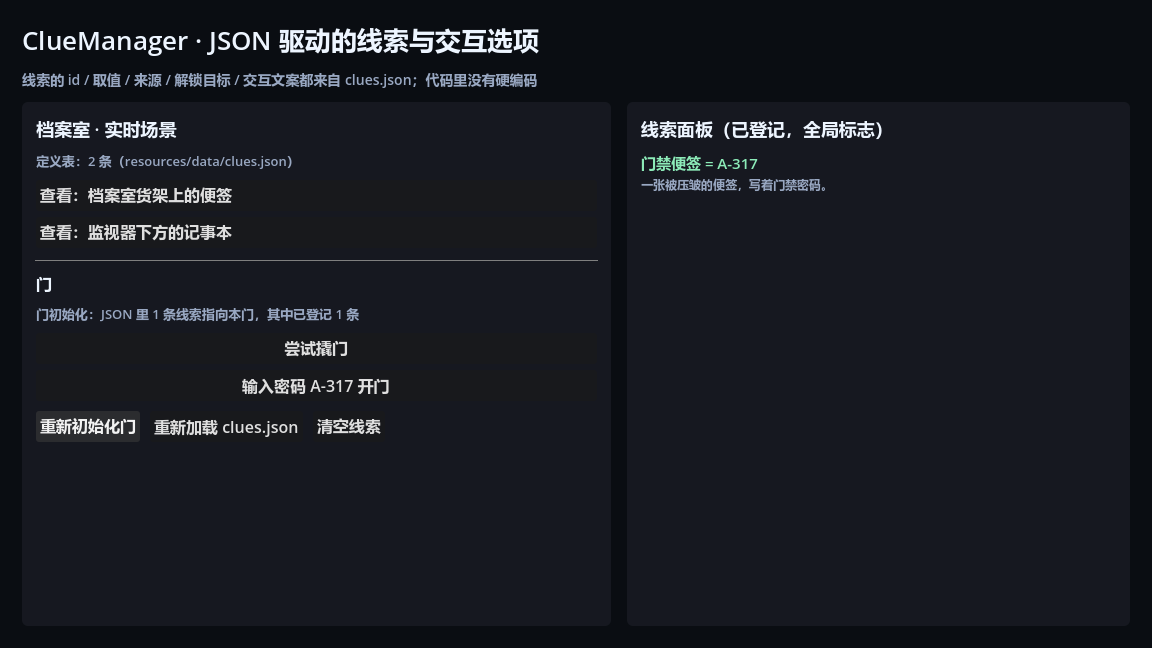 ClueManager · JSON 驱动的线索与交互选项
线索的 id / 取值 / 来源 / 解锁目标 / 交互文案都来自 clues.json；代码里没有硬编码
档案室 · 实时场景
定义表：2 条（resources/data/clues.json）
查看：档案室货架上的便签
查看：监视器下方的记事本
门
门初始化：JSON 里 1 条线索指向本门，其中已登记 1 条
尝试撬门
输入密码 A-317 开门
重新初始化门 重新加载 clues.json 清空线索
线索面板（已登记，全局标志）
门禁便签 = A-317
一张被压皱的便签，写着门禁密码。